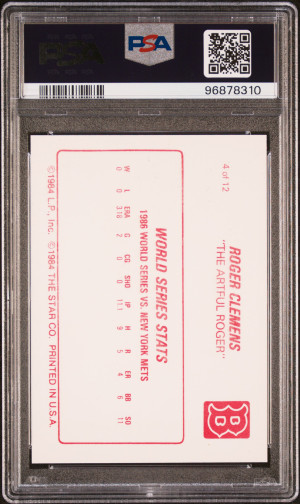 PSA
96878310
ROGER CLEMENS
"THE ARTFUL ROGER"
4 of 12
B
WORLD SERIES STATS
1986 WORLD SERIES VS. NEW YORK METS
W L ERA G CG SHO IP H R ER BB SO
0 0 3.18 2 0 0 11.1 9 5 4 6 11
©1984 L.P., Inc. ©1984 THE STAR CO. PRINTED IN U.S.A.